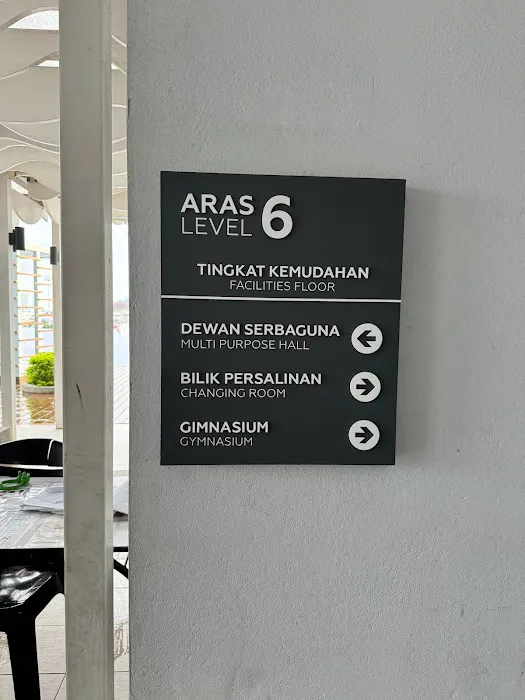 ARAS
LEVEL 6
TINGKAT KEMUDAHAN
FACILITIES FLOOR
DEWAN SERBAGUNA
MULTI PURPOSE HALL
BILIK PERSALINAN
CHANGING ROOM
GIMNASIUM
GYMNASIUM